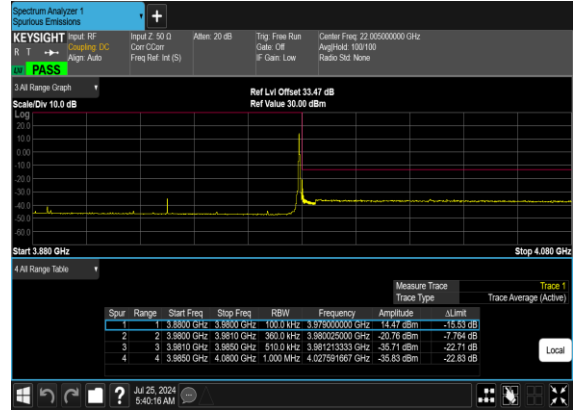 Spectrum Analyzer 1
Spurious Emissions
KEYSIGHT Input: RF Input Z: 50 Ω Atten: 20 dB Trig: Free Run Center Freq: 22.005000000 GHz
R T Coupling: DC Corr CCorr Gate: Off Avg|Hold: 100/100
Align: Auto Freq Ref: Int (S) IF Gain: Low Radio Std: None
PASS
3 All Range Graph
Ref Lvl Offset 33.47 dB
Scale/Div 10.0 dB Ref Value 30.00 dBm
Log
20.0
10.0
0.00
-10.0
-20.0
-30.0
-40.0
-50.0
-60.0
Start 3.880 GHz Stop 4.080 GHz
4 All Range Table
Measure Trace Trace 1
Trace Type Trace Average (Active)
Spur Range Start Freq Stop Freq RBW Frequency Amplitude ΔLimit
1 1 3.8800 GHz 3.9800 GHz 100.0 kHz 3.979000000 GHz 14.47 dBm -15.53 dB
2 2 3.9800 GHz 3.9810 GHz 360.0 kHz 3.980025000 GHz -20.76 dBm -7.764 dB
3 3 3.9810 GHz 3.9850 GHz 510.0 kHz 3.981213333 GHz -35.71 dBm -22.71 dB
4 4 3.9850 GHz 4.0800 GHz 1.000 MHz 4.027591667 GHz -35.83 dBm -22.83 dB
Local
Jul 25, 2024
5:40:16 AM